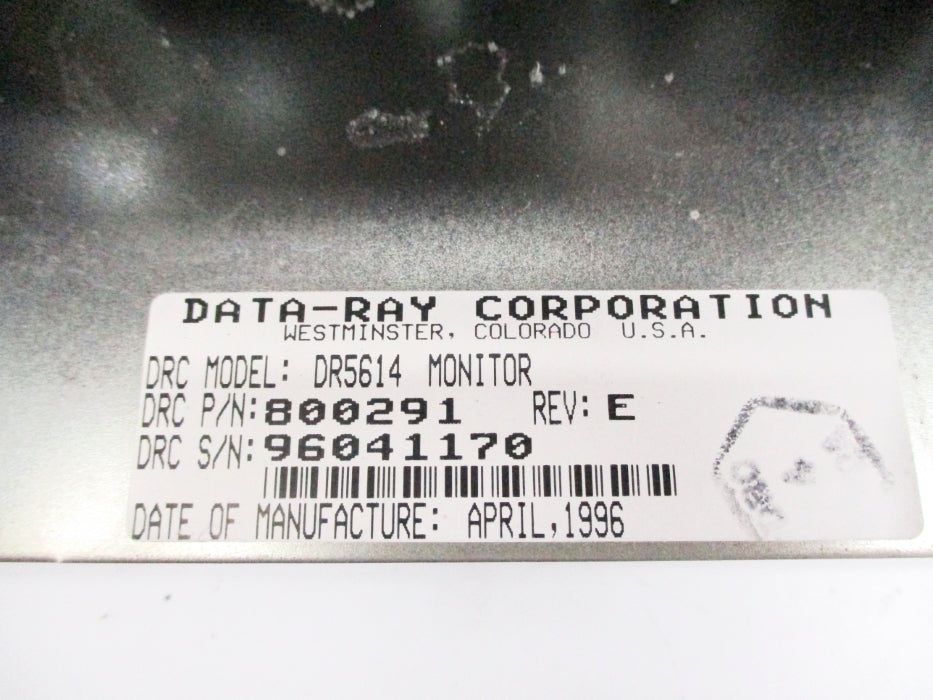 DATA-RAY CORPORATION
WESTMINSTER, COLORADO U.S.A.
DRC MODEL: DR5614 MONITOR
DRC P/N:800291 REV: E
DRC S/N:96041170
DATE OF MANUFACTURE: APRIL,1996